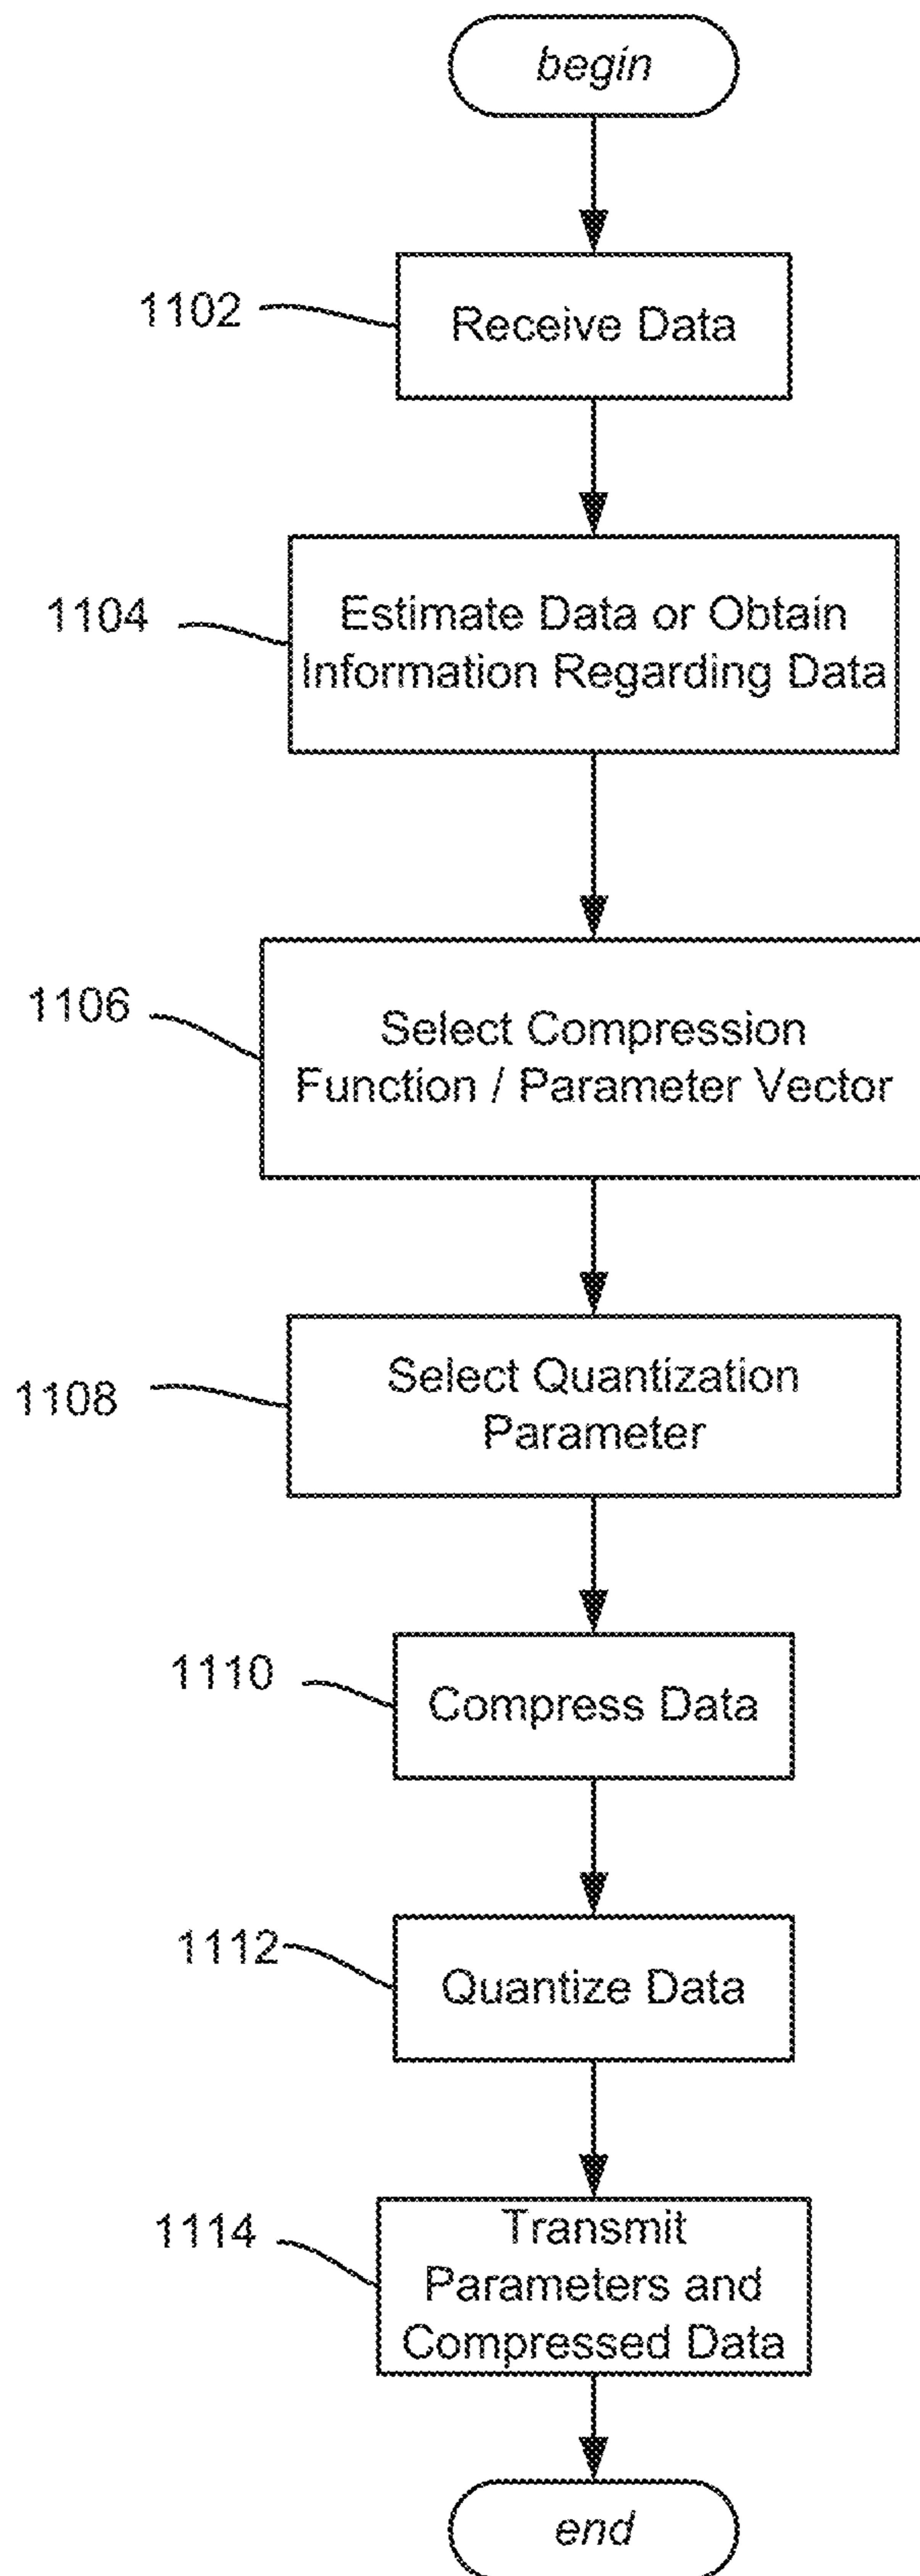 begin
1102
Receive Data
1104
Estimate Data or Obtain
Information Regarding Data
1106
Select Compression
Function / Parameter Vector
1108
Select Quantization
Parameter
1110
Compress Data
1112
Quantize Data
1114
Transmit
Parameters and
Compressed Data
end